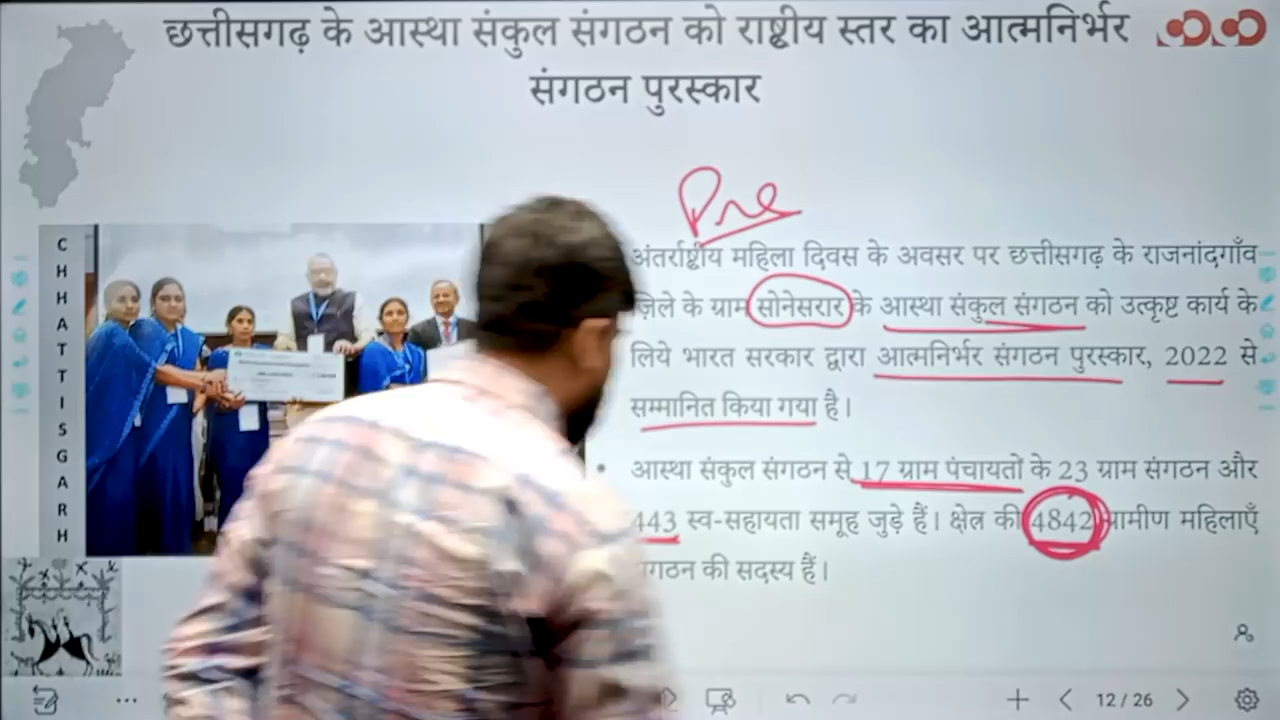 छत्तीसगढ़ के आस्था संकुल संगठन को राष्ट्रीय स्तर का आत्मनिर्भर
संगठन पुरस्कार
Pre
CHHATTISGARH
अंतर्राष्ट्रीय महिला दिवस के अवसर पर छत्तीसगढ़ के राजनांदगाँव
ज़िले के ग्राम सोनेसरार के आस्था संकुल संगठन को उत्कृष्ट कार्य के
लिये भारत सरकार द्वारा आत्मनिर्भर संगठन पुरस्कार, 2022 से
सम्मानित किया गया है।
• आस्था संकुल संगठन से 17 ग्राम पंचायतों के 23 ग्राम संगठन और
443 स्व-सहायता समूह जुड़े हैं। क्षेत्र की 4842 ग्रामीण महिलाएँ
संगठन की सदस्य हैं।
12 / 26